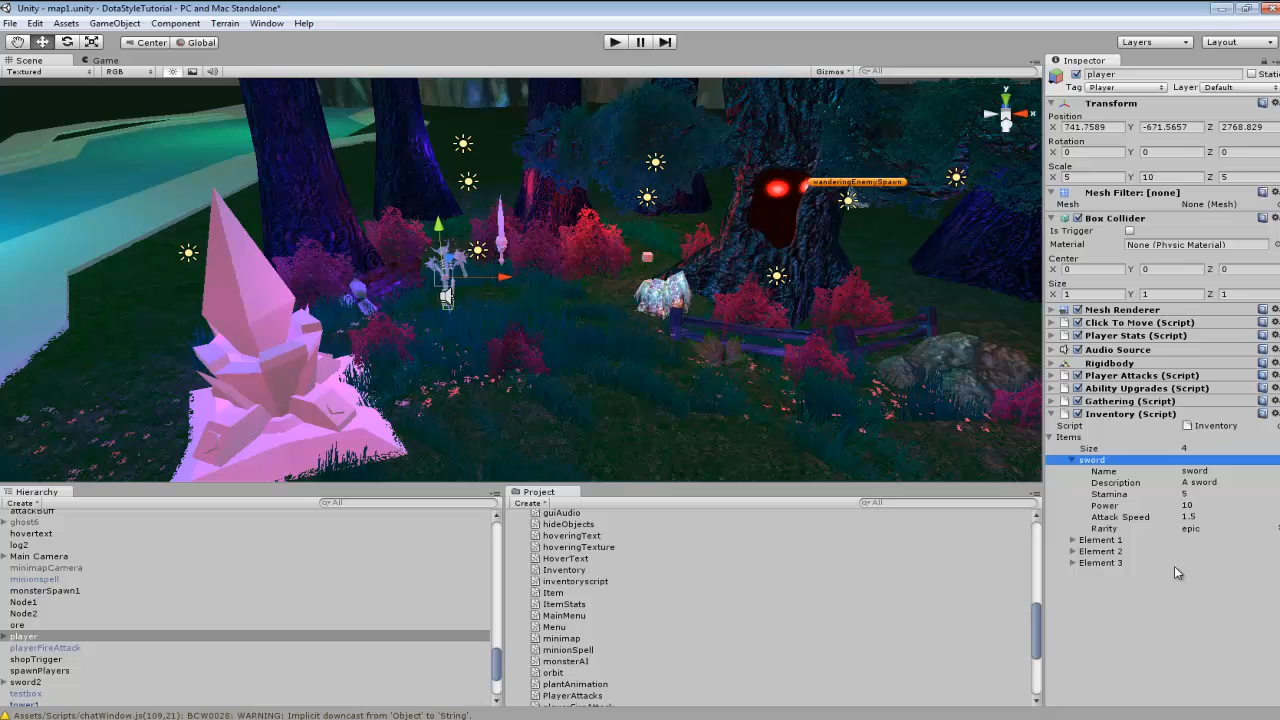 Unity - map1.unity - DotaStyleTutorial - PC and Mac Standalone*
File Edit Assets GameObject Component Terrain Window Help
Center Global Layers Layout
Scene Game
Textured RGB Gizmos All
wanderingEnemySpawn
y
x
Inspector
player
Tag Player Layer Default
Transform
Position
X 741.7589 Y -671.5657 Z 2768.829
Rotation
X 0 Y 0 Z 0
Scale
X 5 Y 10 Z 5
Mesh Filter: [none]
Mesh None (Mesh)
Box Collider
Is Trigger
Material None (Physic Material)
Center
X 0 Y 0 Z 0
Size
X 1 Y 1 Z 1
Mesh Renderer
Click To Move (Script)
Player Stats (Script)
Audio Source
Rigidbody
Player Attacks (Script)
Ability Upgrades (Script)
Gathering (Script)
Inventory (Script)
Script Inventory
Items
Size 4
sword
Name sword
Description A sword
Stamina 5
Power 10
Attack Speed 1.5
Rarity epic
Element 1
Element 2
Element 3
Hierarchy
Create All
attackBuff
ghost6
hovertext
log2
Main Camera
minimapCamera
minionspell
monsterSpawn1
Node1
Node2
ore
player
playerFireAttack
shopTrigger
spawnPlayers
sword2
testbox
tower1
Project
Create All
guiAudio
hideObjects
hoveringText
hoveringTexture
HoverText
Inventory
inventoryscript
Item
ItemStats
MainMenu
Menu
minimap
minionSpell
monsterAI
orbit
plantAnimation
PlayerAttacks
Assets/Scripts/chatWindow.js(109,21): BCW0028: WARNING: Implicit downcast from 'Object' to 'String'.